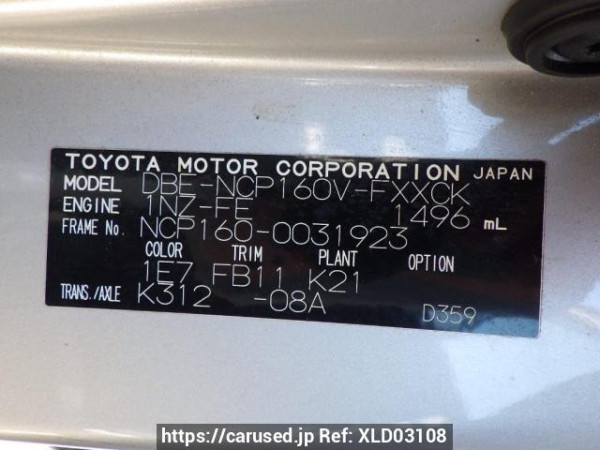 TOYOTA MOTOR CORPORATION JAPAN
MODEL DBE-NCP160V-FXXCK
ENGINE 1NZ-FE 1496 mL
FRAME No. NCP160-0031923
COLOR TRIM PLANT OPTION
1E7 FB11 K21
TRANS./AXLE K312 -08A
D359
https://carused.jp Ref: XLD03108